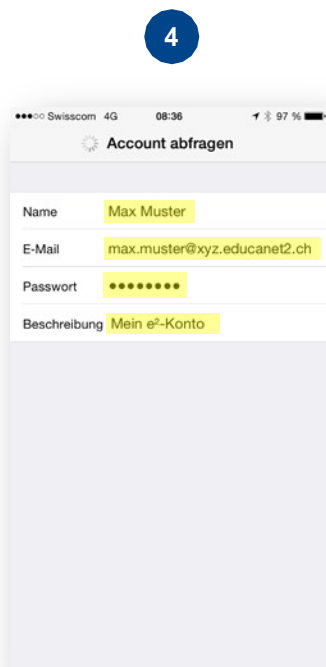 4
Swisscom 4G 08:36 97 %
Account abfragen
Name Max Muster
E-Mail max.muster@xyz.educanet2.ch
Passwort ●●●●●●●●
Beschreibung Mein e²-Konto